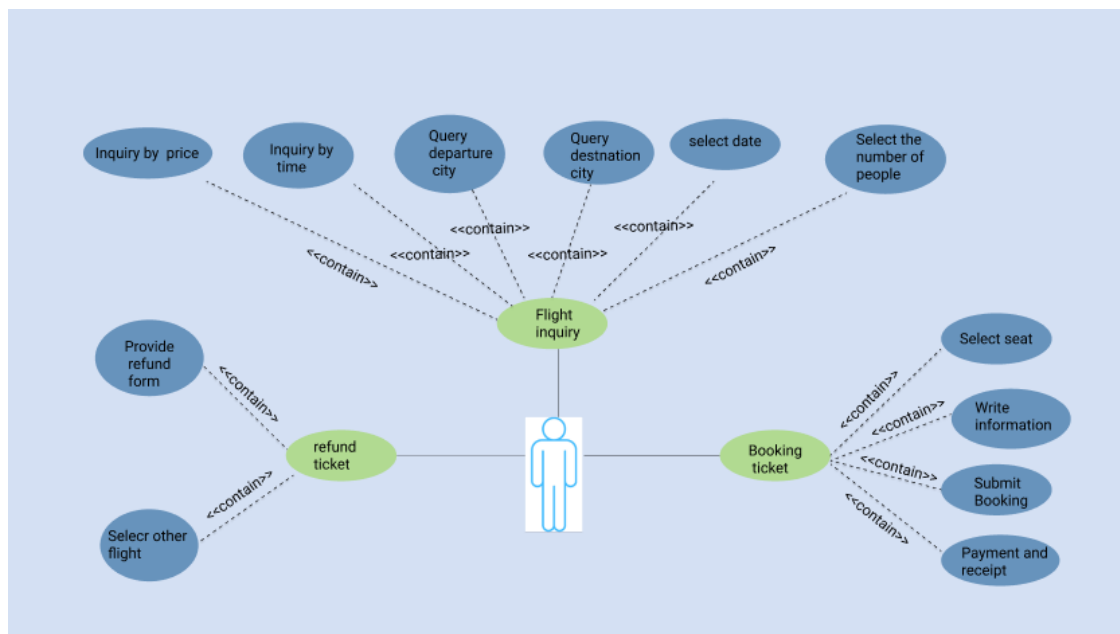 Inquiry by  price
Inquiry by
time
Query
departure
city
Query
destnation
city
select date
Select the
number of
people
<<contain>>
<<contain>>
<<contain>>
<<contain>>
<<contain>>
<<contain>>
Flight
inquiry
Provide
refund
form
<<contain>>
refund
ticket
<<contain>>
Selecr other
flight
Booking
ticket
<<contain>>
Select seat
<<contain>>
Write
information
<<contain>>
Submit
Booking
<<contain>>
Payment and
receipt